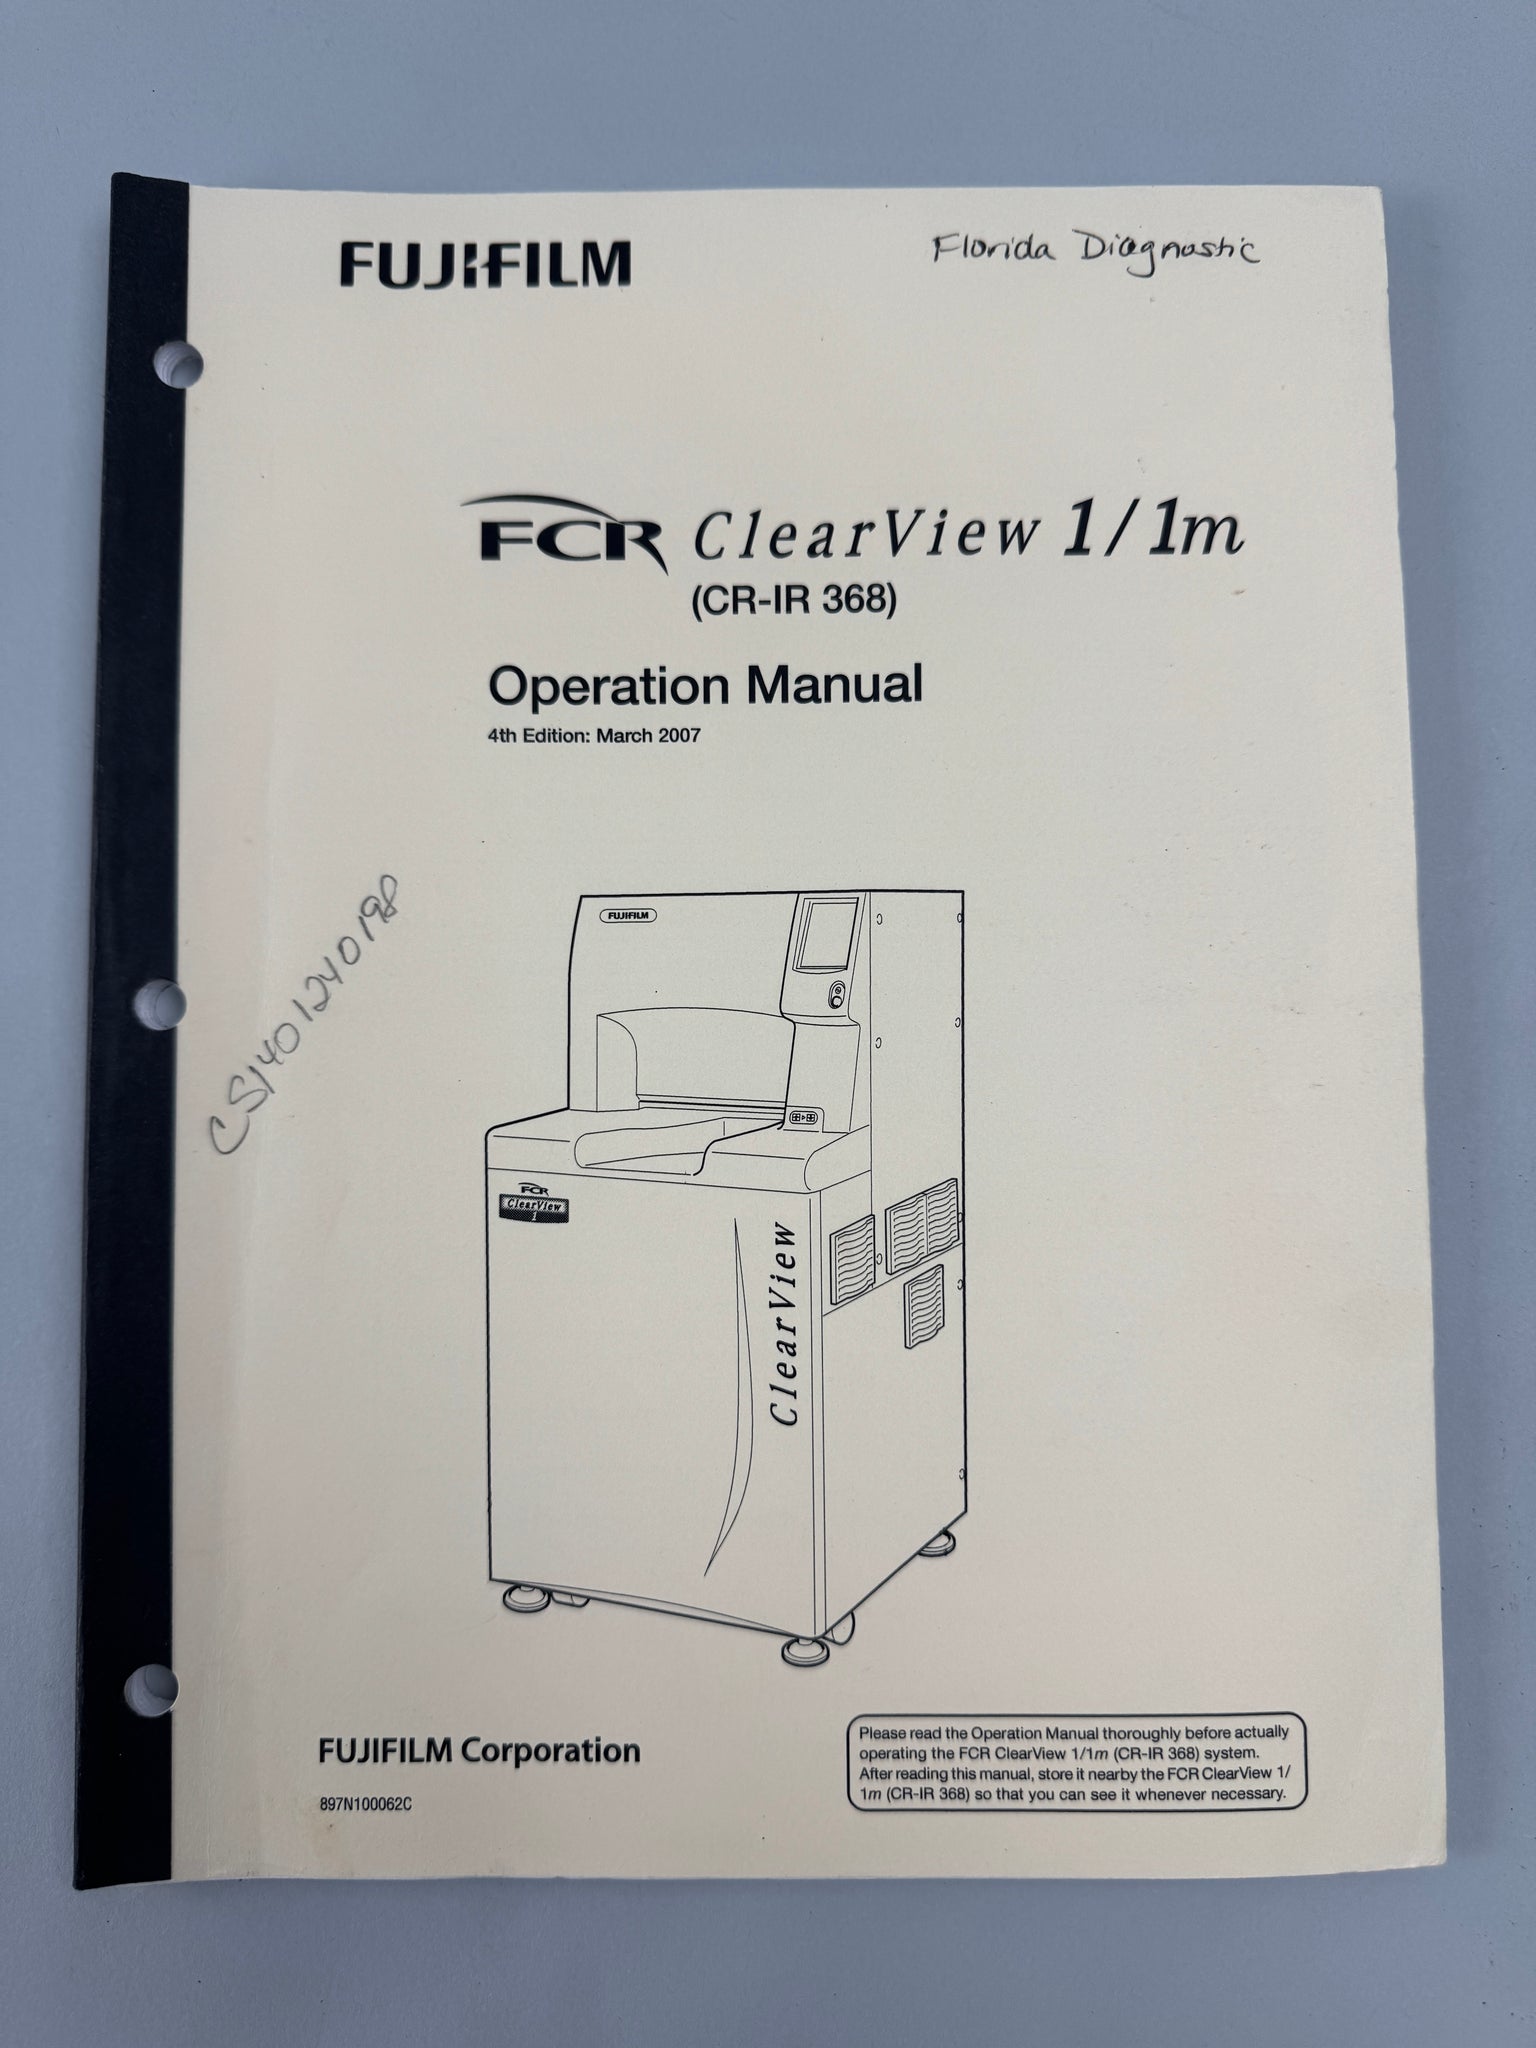 FUJIFILM
Florida Diagnostic
FCR ClearView 1/1m
(CR-IR 368)
Operation Manual
4th Edition: March 2007
CS1401240198
FUJIFILM
FCR
ClearView
1
ClearView
FUJIFILM Corporation
897N100062C
Please read the Operation Manual thoroughly before actually
operating the FCR ClearView 1/1m (CR-IR 368) system.
After reading this manual, store it nearby the FCR ClearView 1/
1m (CR-IR 368) so that you can see it whenever necessary.